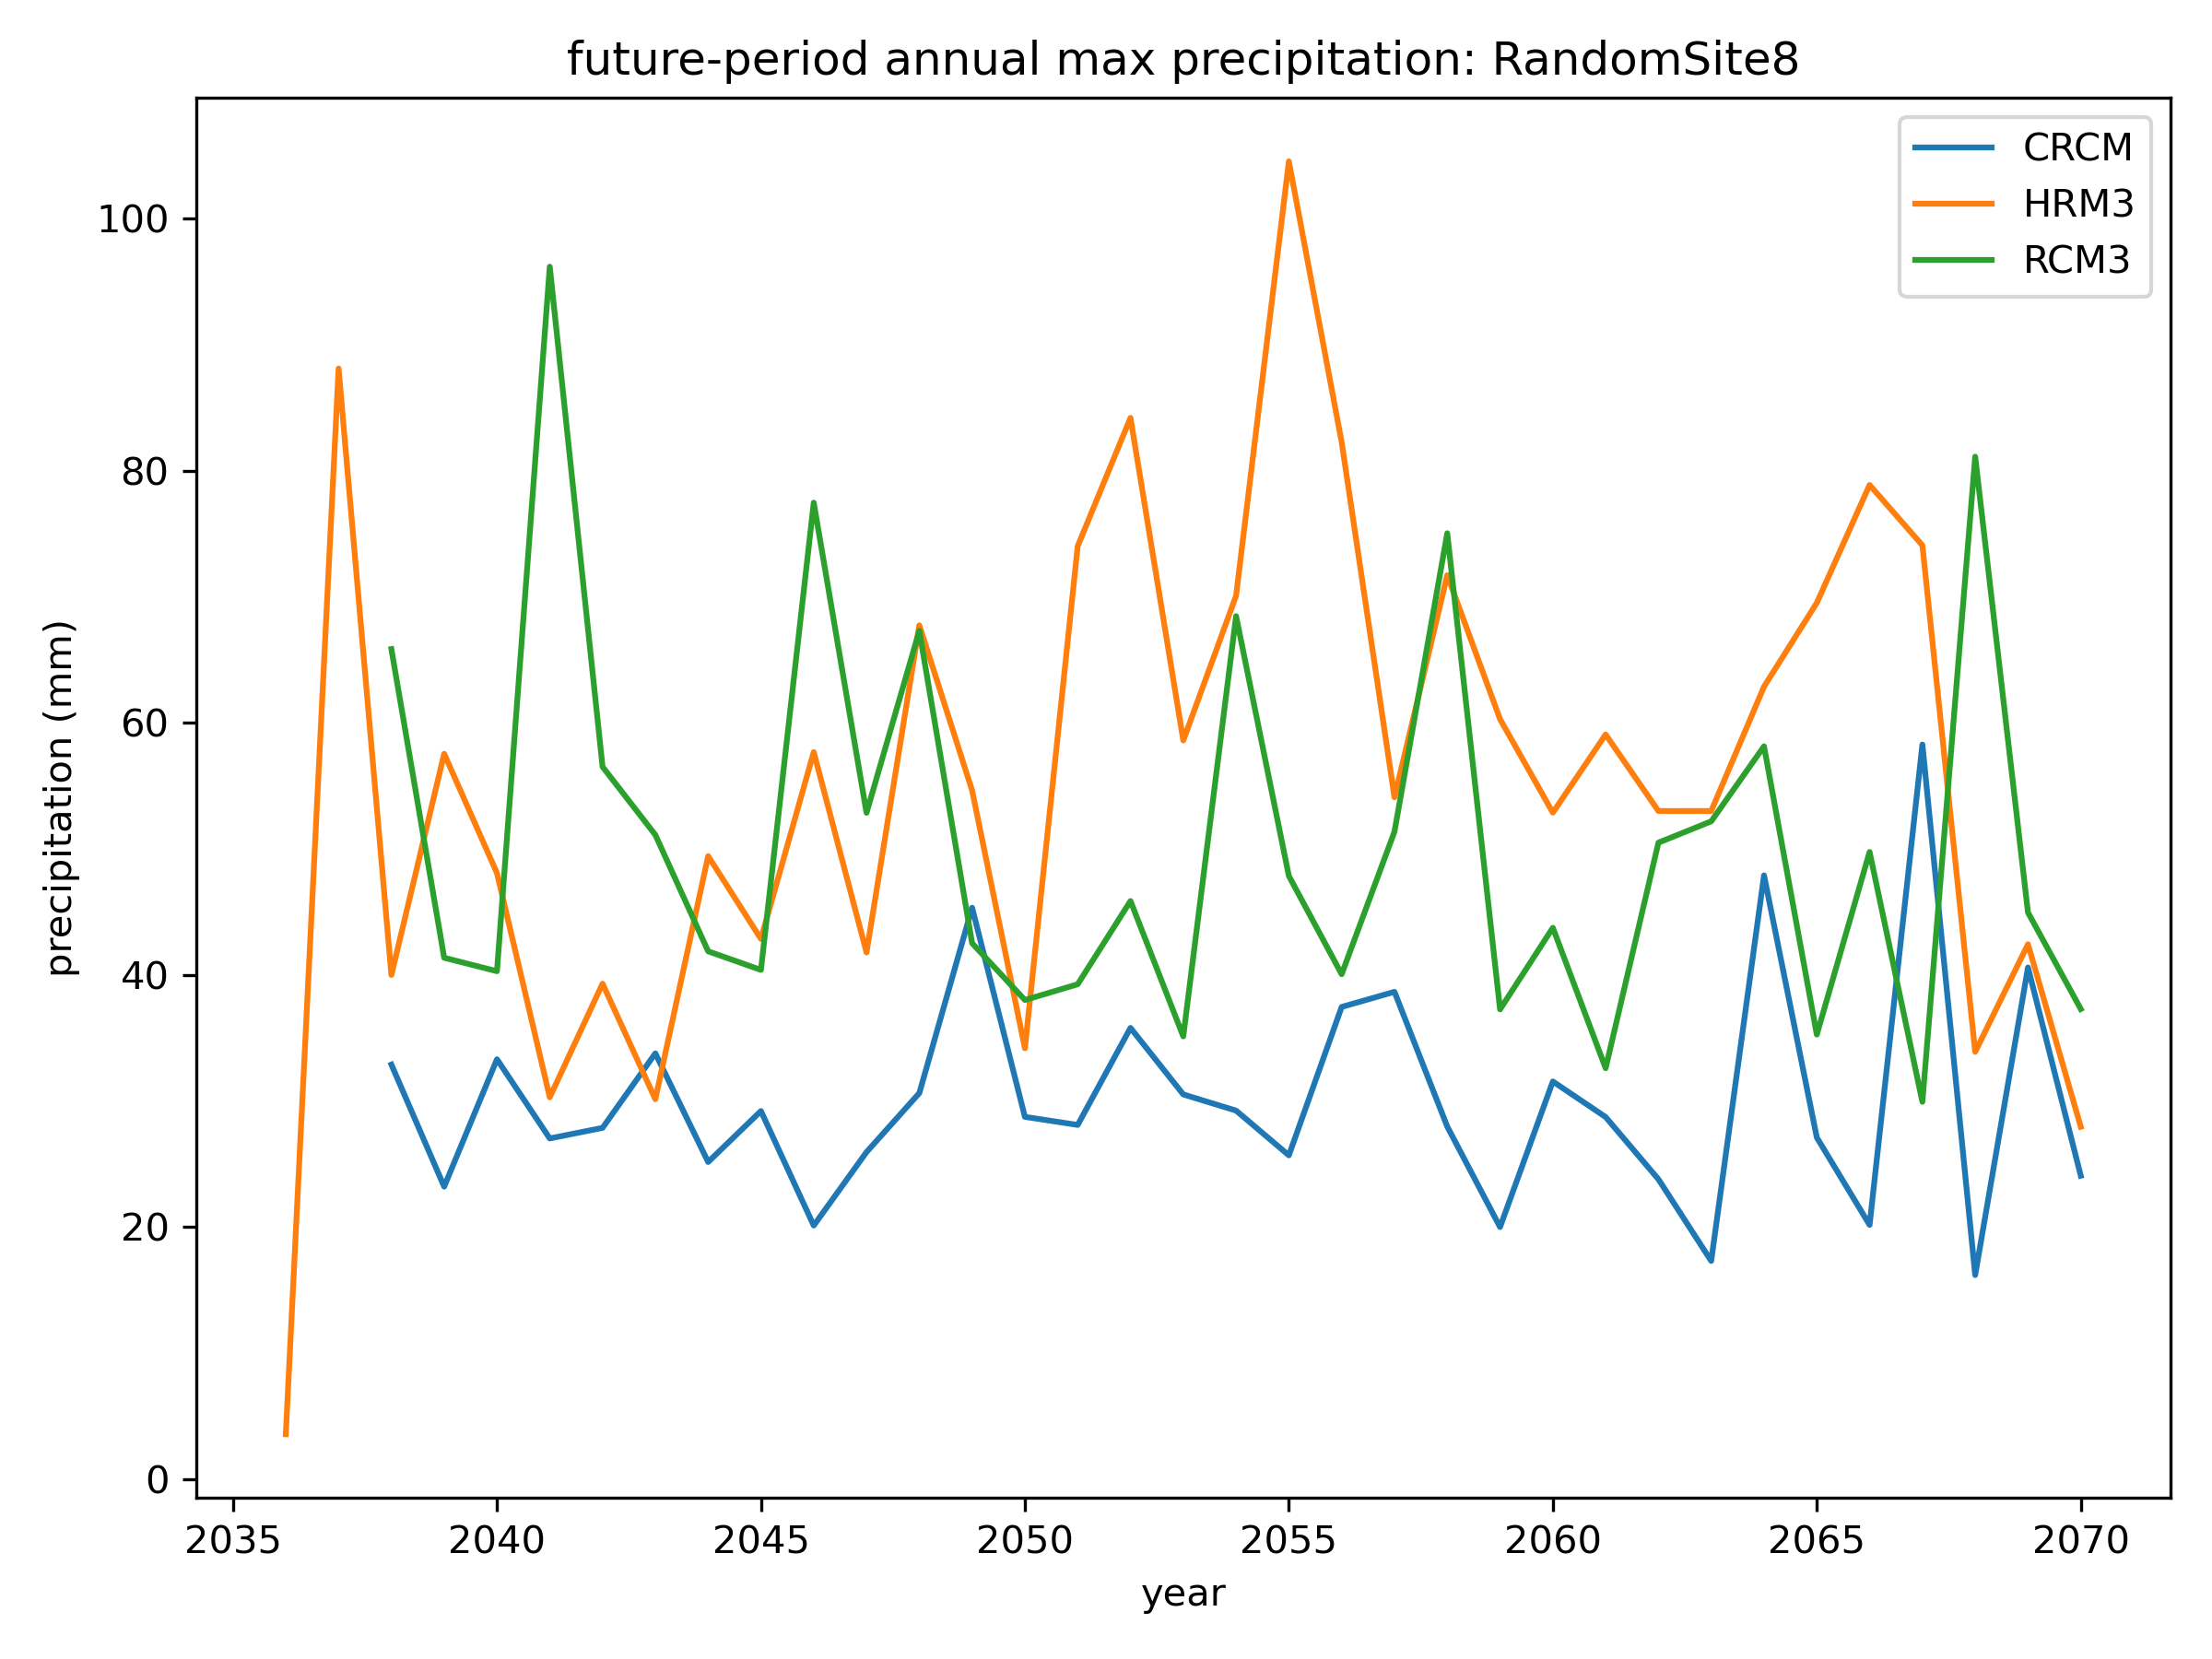 future-period annual max precipitation: RandomSite8
CRCM
HRM3
RCM3
precipitation (mm)
100
80
60
40
20
0
2035 2040 2045 2050 2055 2060 2065 2070
year